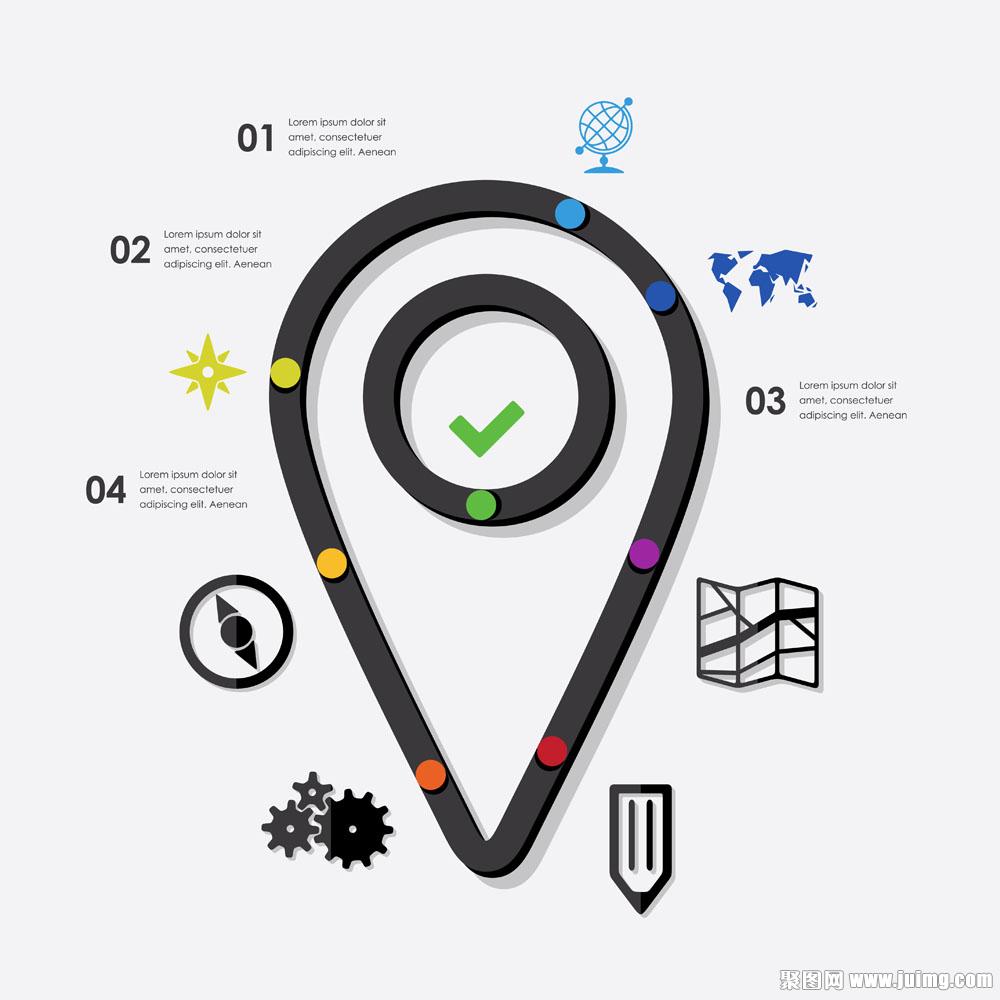 01
Lorem ipsum dolor sit
amet, consectetuer
adipiscing elit. Aenean
02
Lorem ipsum dolor sit
amet, consectetuer
adipiscing elit. Aenean
03
Lorem ipsum dolor sit
amet, consectetuer
adipiscing elit. Aenean
04
Lorem ipsum dolor sit
amet, consectetuer
adipiscing elit. Aenean
聚图网 www.juimg.com